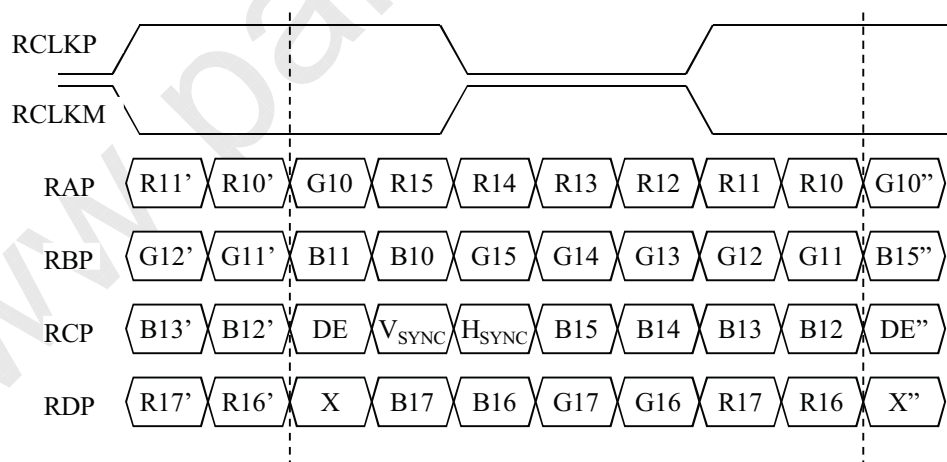 RCLKP
RCLKM
RAP R11' R10' G10 R15 R14 R13 R12 R11 R10 G10”
RBP G12' G11' B11 B10 G15 G14 G13 G12 G11 B15”
RCP B13' B12' DE VSYNC HSYNC B15 B14 B13 B12 DE”
RDP R17' R16' X B17 B16 G17 G16 R17 R16 X”